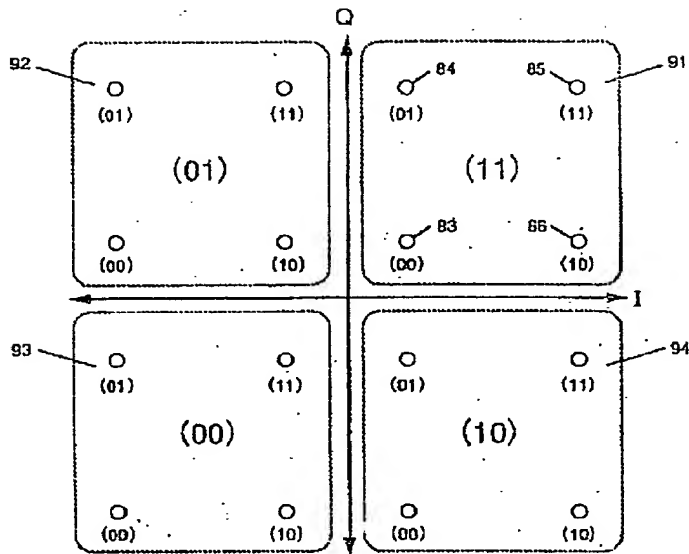 Q
92 84 85 91
(01) (11) (01) (11)
(01) (11)
83 86
(00) (10) (00) (10)
I
93 94
(01) (11) (01) (11)
(00) (10)
(00) (10) (00) (10)